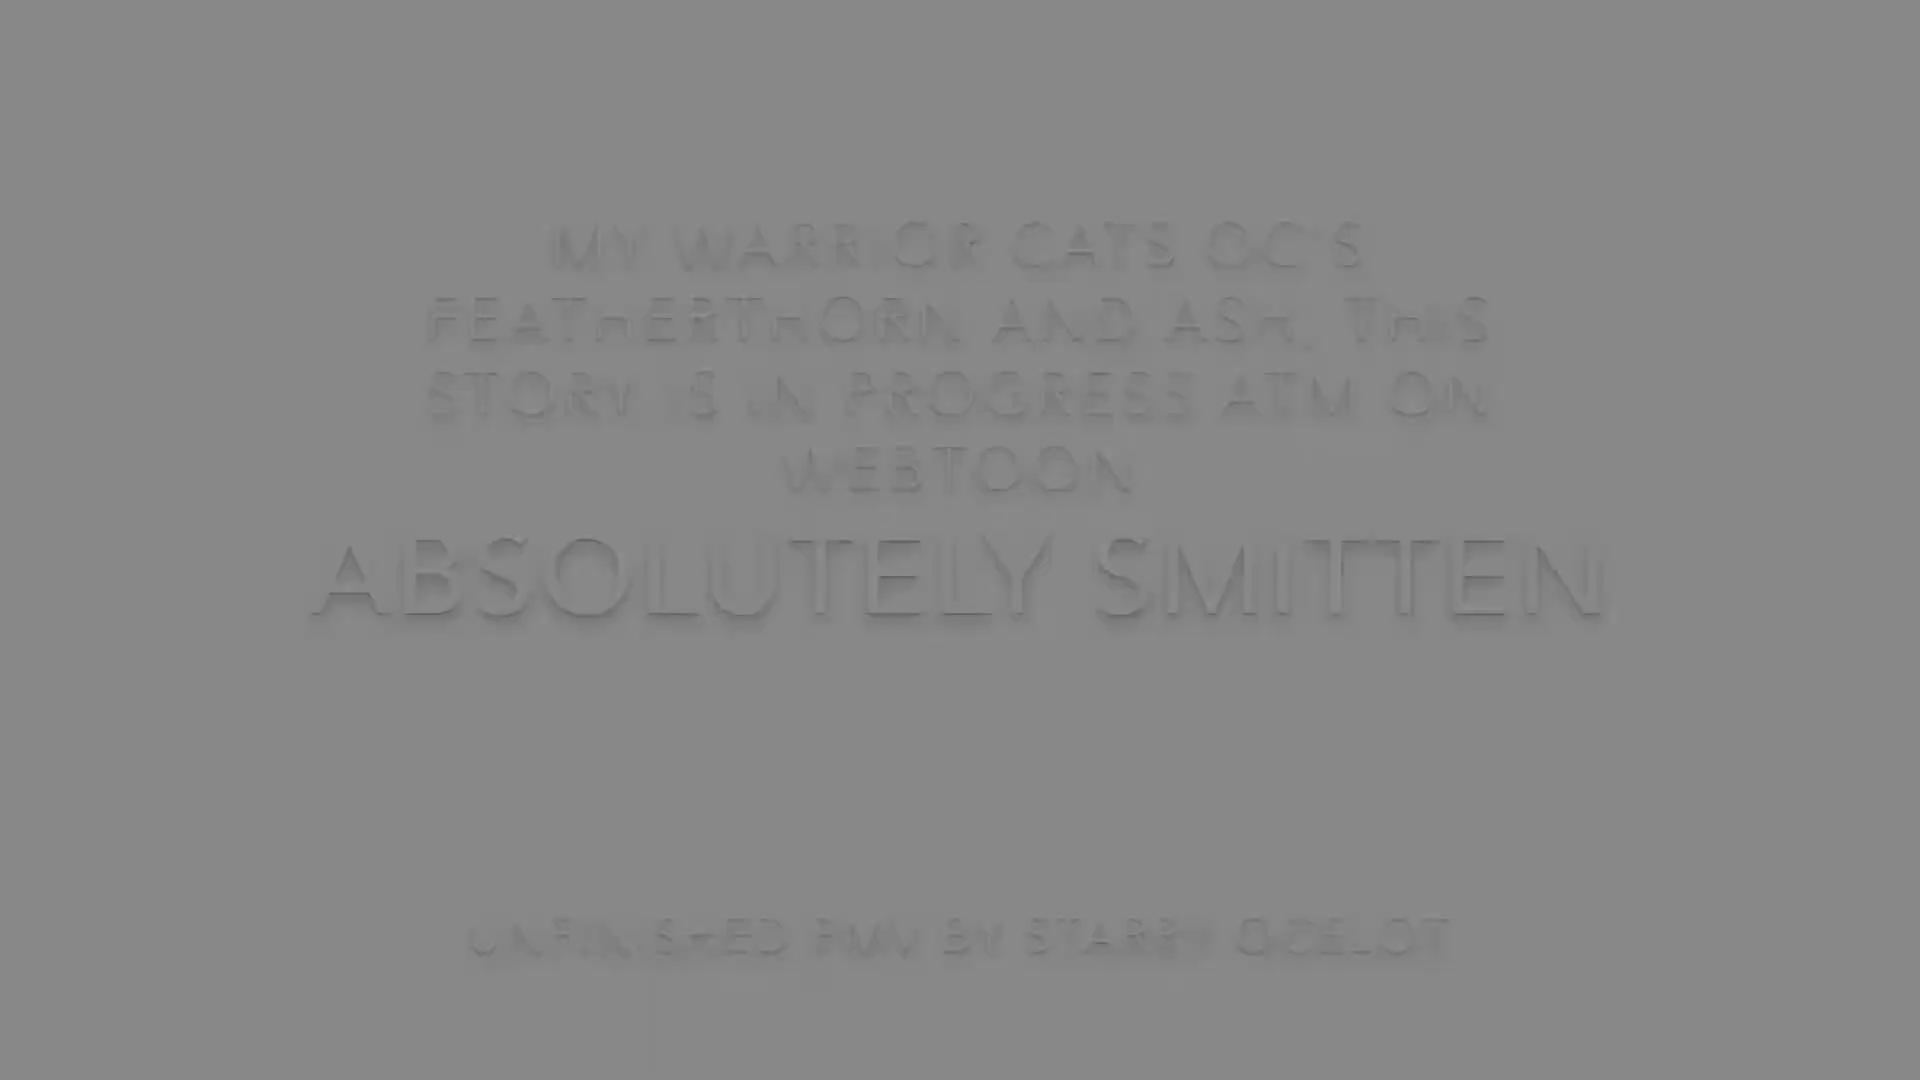 MY WARRIOR CATS OC'S
FEATHERTHORN AND ASH, THIS
STORY IS IN PROGRESS ATM ON
WEBTOON
ABSOLUTELY SMITTEN
UNFINISHED PMV BY STARRY OCELOT